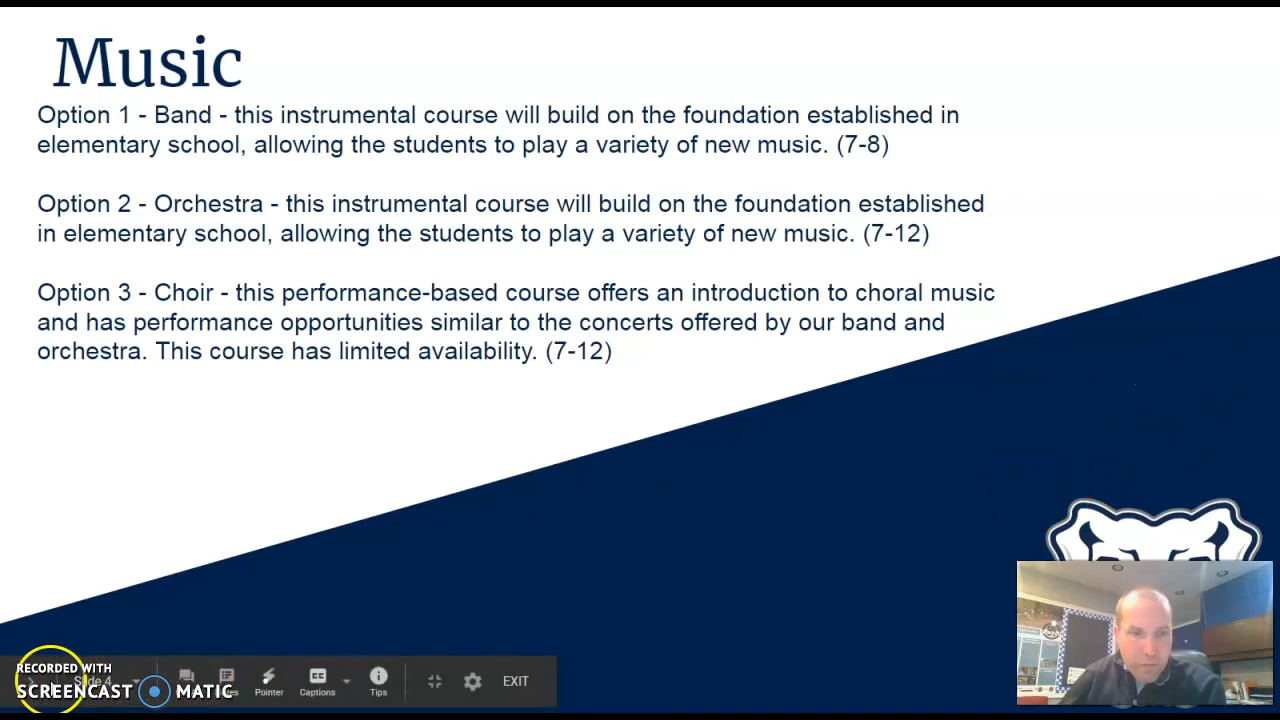 Music
Option 1 - Band - this instrumental course will build on the foundation established in
elementary school, allowing the students to play a variety of new music. (7-8)
Option 2 - Orchestra - this instrumental course will build on the foundation established
in elementary school, allowing the students to play a variety of new music. (7-12)
Option 3 - Choir - this performance-based course offers an introduction to choral music
and has performance opportunities similar to the concerts offered by our band and
orchestra. This course has limited availability. (7-12)
RECORDED WITH
SCREENCAST MATIC
Slide 4
Pointer
Captions
Tips
EXIT